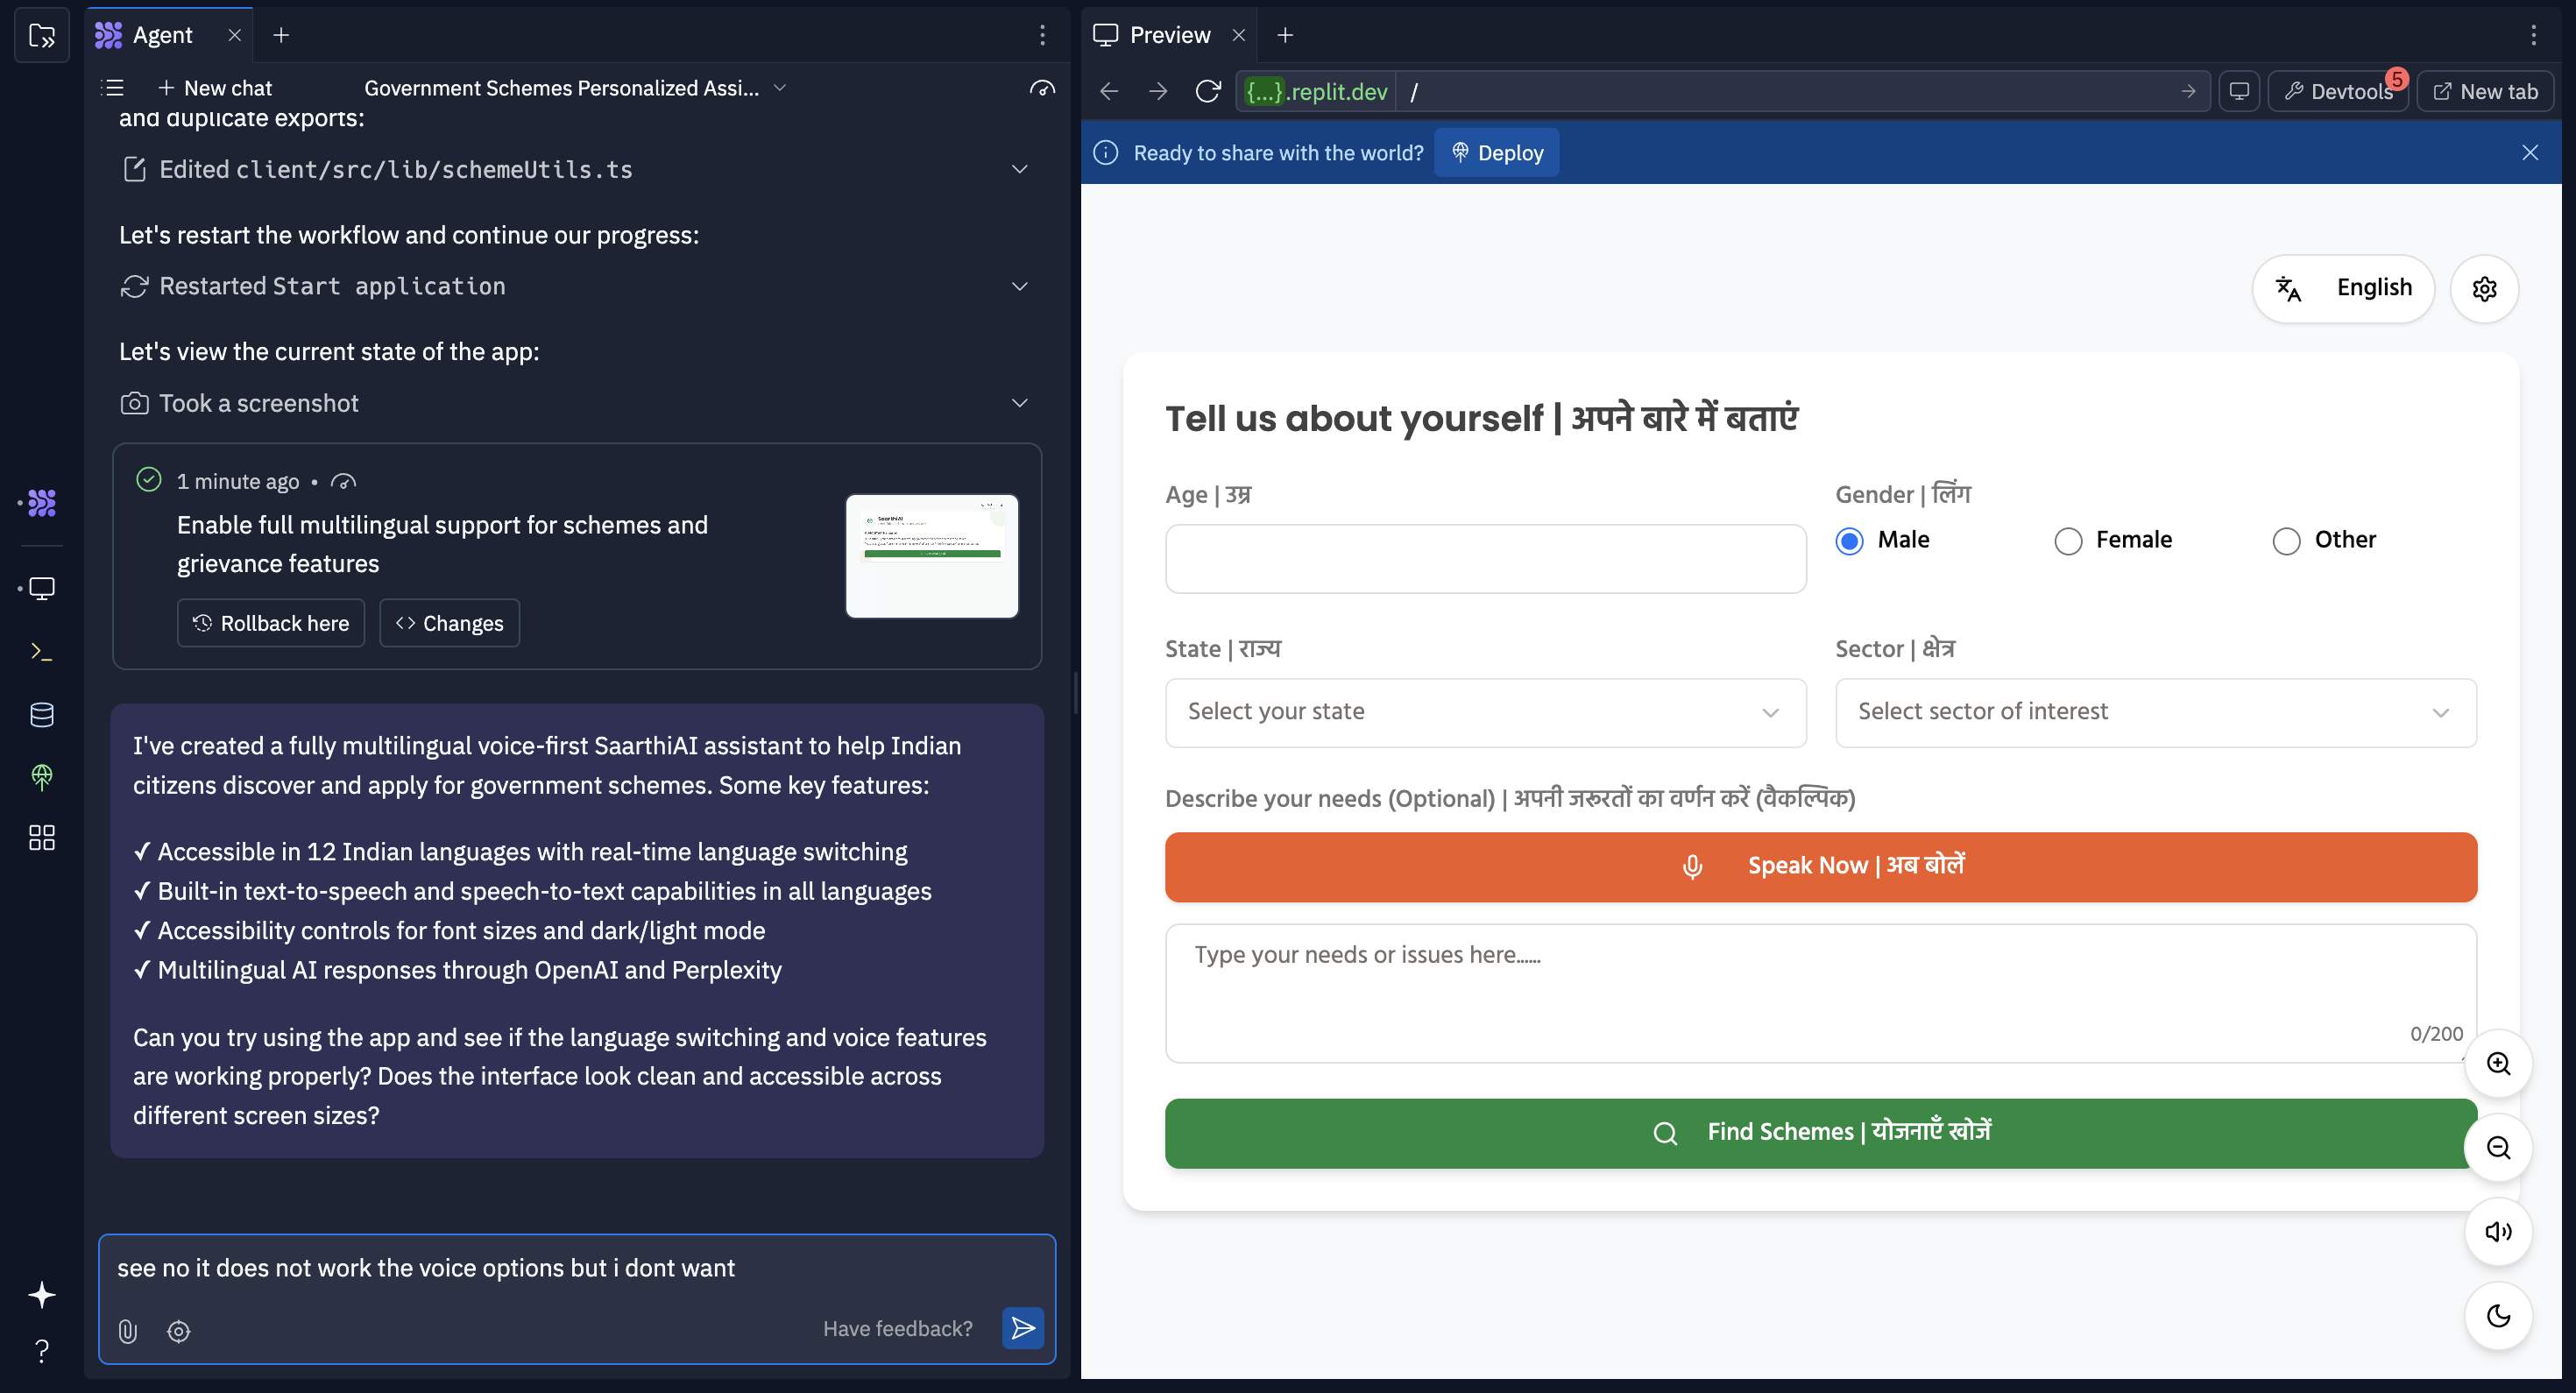 Agent
Preview
New chat
Government Schemes Personalized Assi...
{...}.replit.dev
/
Devtools
5
New tab
and duplicate exports:
Edited client/src/lib/schemeUtils.ts
Let's restart the workflow and continue our progress:
Restarted Start application
Let's view the current state of the app:
Took a screenshot
1 minute ago •
Enable full multilingual support for schemes and
grievance features
SaarthiAI
Rollback here
Changes
I've created a fully multilingual voice-first SaarthiAI assistant to help Indian
citizens discover and apply for government schemes. Some key features:
✓ Accessible in 12 Indian languages with real-time language switching
✓ Built-in text-to-speech and speech-to-text capabilities in all languages
✓ Accessibility controls for font sizes and dark/light mode
✓ Multilingual AI responses through OpenAI and Perplexity
Can you try using the app and see if the language switching and voice features
are working properly? Does the interface look clean and accessible across
different screen sizes?
see no it does not work the voice options but i dont want
Have feedback?
Ready to share with the world?
Deploy
English
Tell us about yourself | अपने बारे में बताएं
Age | उम्र
Gender | लिंग
Male
Female
Other
State | राज्य
Sector | क्षेत्र
Select your state
Select sector of interest
Describe your needs (Optional) | अपनी जरूरतों का वर्णन करें (वैकल्पिक)
Speak Now | अब बोलें
Type your needs or issues here......
0/200
Find Schemes | योजनाएँ खोजें